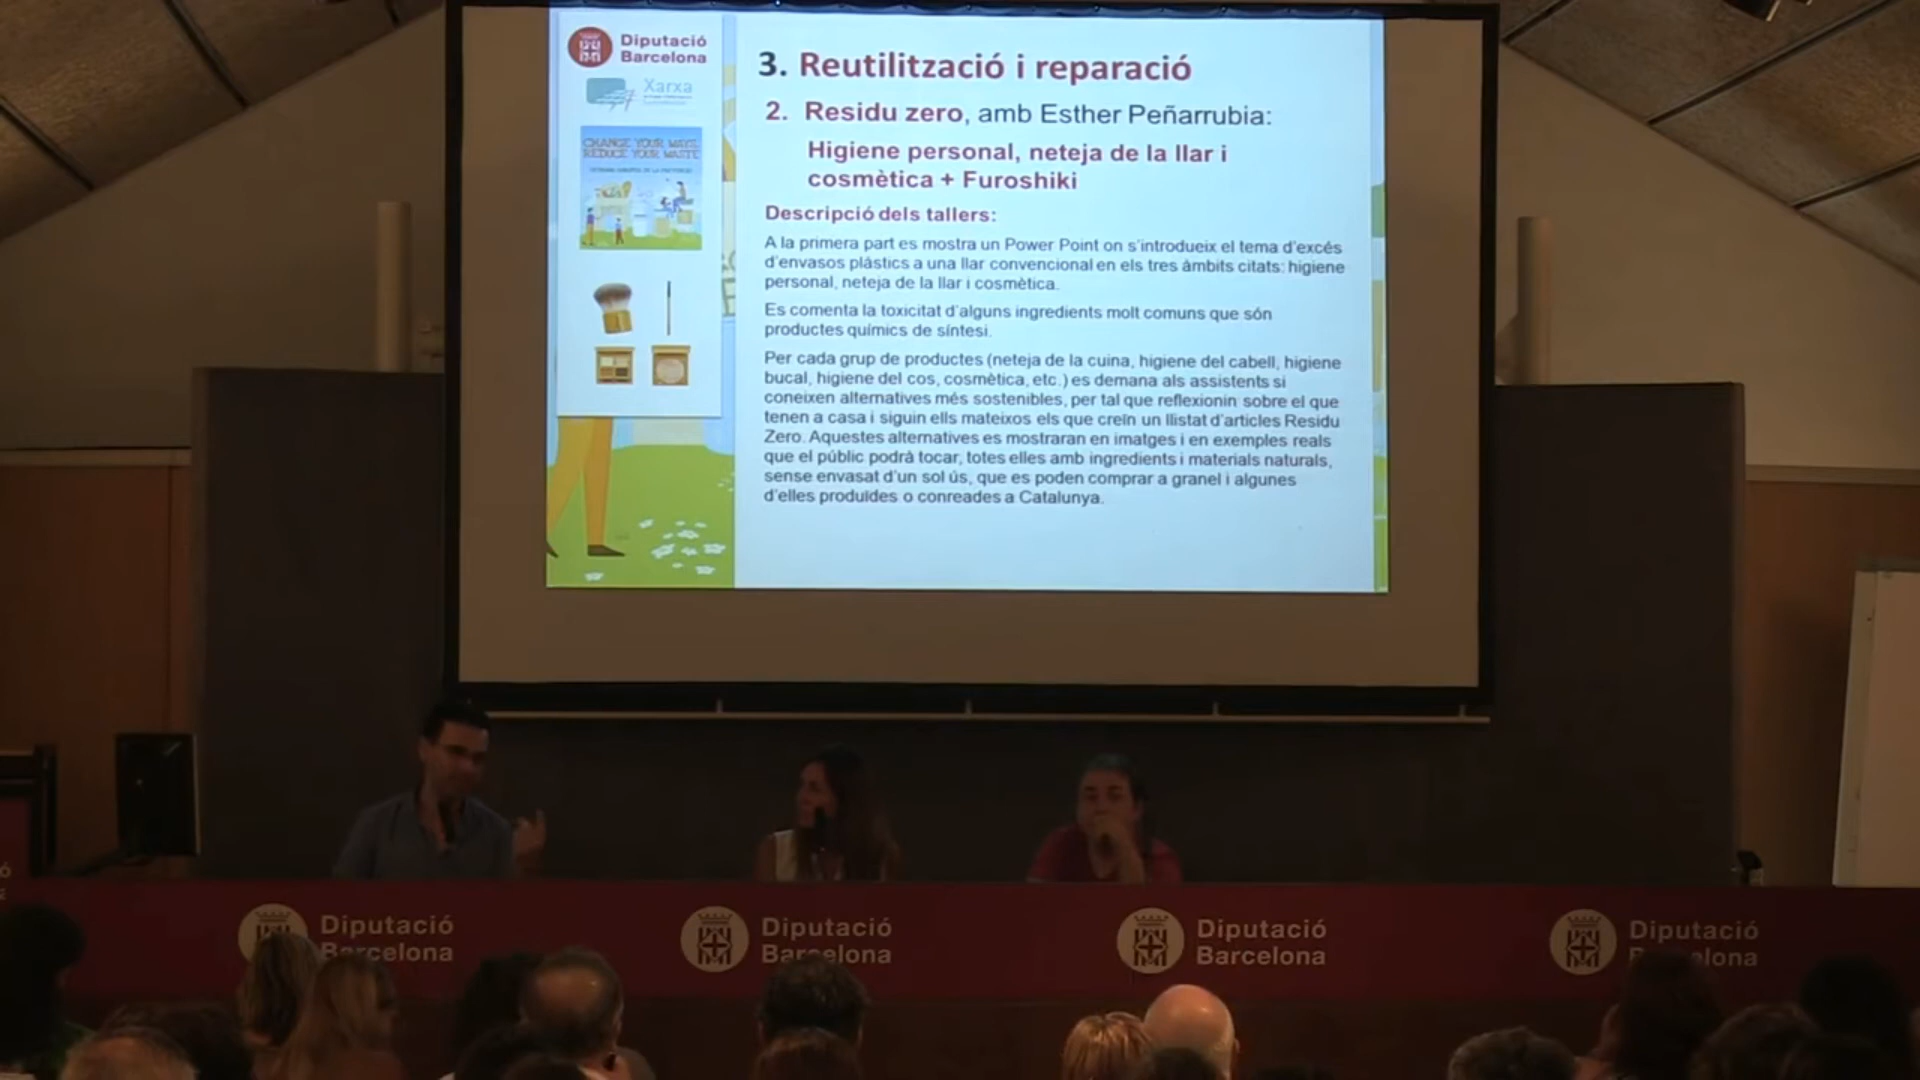 Diputació
Barcelona
Xarxa
CHANGE YOUR WAYS
REDUCE YOUR WASTE
3. Reutilització i reparació
2. Residu zero, amb Esther Peñarrubia:
Higiene personal, neteja de la llar i
cosmètica + Furoshiki
Descripció dels tallers:
A la primera part es mostra un Power Point on s'introdueix el tema d'excés
d'envasos plàstics a una llar convencional en els tres àmbits citats: higiene
personal, neteja de la llar i cosmètica.
Es comenta la toxicitat d'alguns ingredients molt comuns que són
productes químics de síntesi.
Per cada grup de productes (neteja de la cuina, higiene del cabell, higiene
bucal, higiene del cos, cosmètica, etc.) es demana als assistents si
coneixen alternatives més sostenibles, per tal que reflexionin sobre el que
tenen a casa i siguin ells mateixos els que creïn un llistat d'articles Residu
Zero. Aquestes alternatives es mostraran en imatges i en exemples reals
que el públic podrà tocar, totes elles amb ingredients i materials naturals,
sense envasat d'un sol ús, que es poden comprar a granel i algunes
d'elles produïdes o conreades a Catalunya.
Diputació
Barcelona
Diputació
Barcelona
Diputació
Barcelona
Diputació
Barcelona